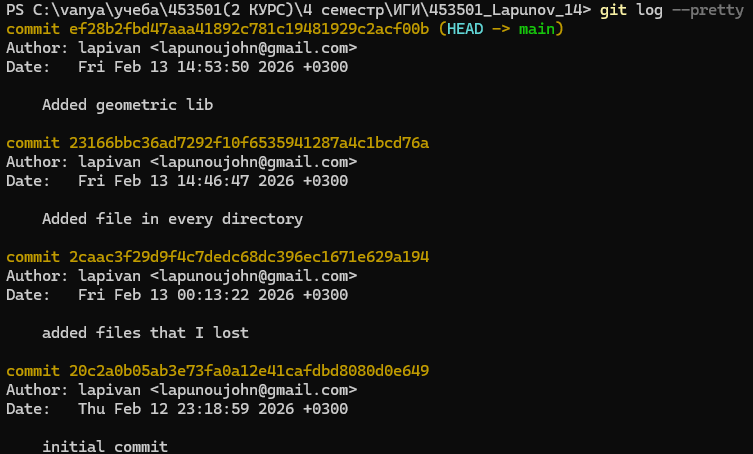 PS C:\vanya\учеба\453501(2 КУРС)\4 семестр\ИГИ\453501_Lapunov_14> git log --pretty
commit ef28b2fbd47aaa41892c781c19481929c2acf00b (HEAD -> main)
Author: lapivan <lapunoujohn@gmail.com>
Date:   Fri Feb 13 14:53:50 2026 +0300
Added geometric lib
commit 23166bbc36ad7292f10f6535941287a4c1bcd76a
Author: lapivan <lapunoujohn@gmail.com>
Date:   Fri Feb 13 14:46:47 2026 +0300
Added file in every directory
commit 2caac3f29d9f4c7dedc68dc396ec1671e629a194
Author: lapivan <lapunoujohn@gmail.com>
Date:   Fri Feb 13 00:13:22 2026 +0300
added files that I lost
commit 20c2a0b05ab3e73fa0a12e41cafdbd8080d0e649
Author: lapivan <lapunoujohn@gmail.com>
Date:   Thu Feb 12 23:18:59 2026 +0300
initial commit